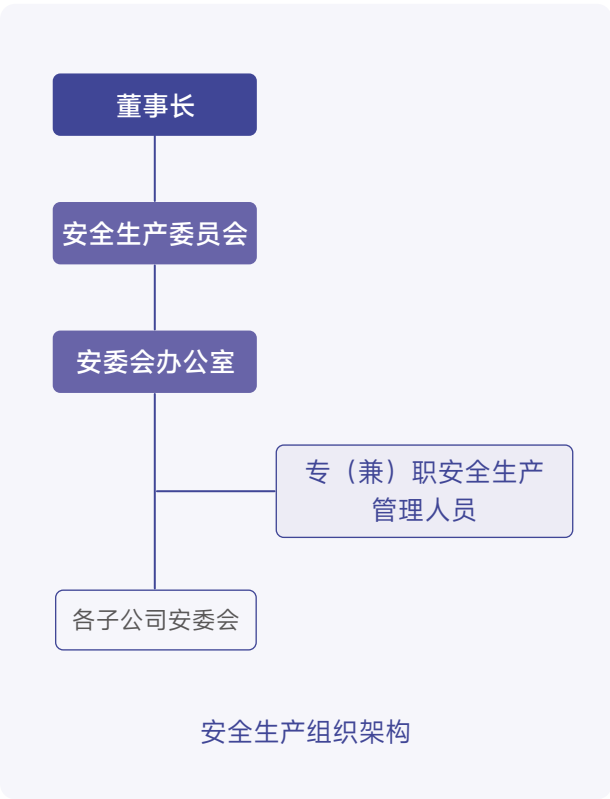 董事长
安全生产委员会
安委会办公室
专（兼）职安全生产
管理人员
各子公司安委会
安全生产组织架构